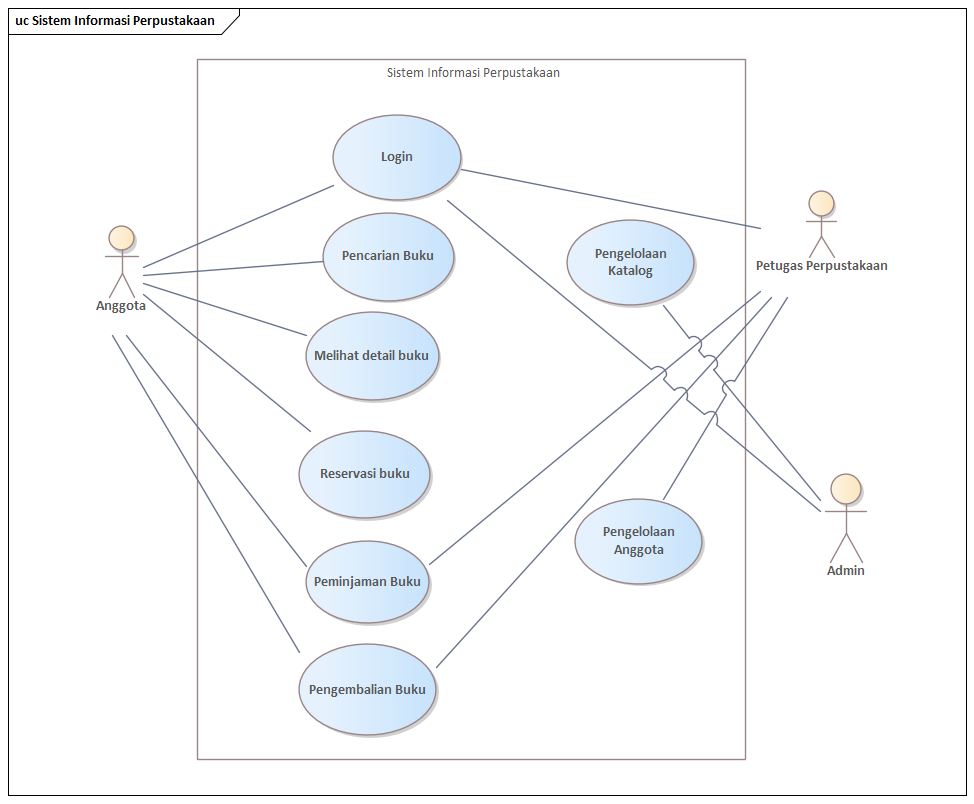 uc Sistem Informasi Perpustakaan
Sistem Informasi Perpustakaan
Login
Pencarian Buku
Melihat detail buku
Reservasi buku
Peminjaman Buku
Pengembalian Buku
Pengelolaan
Katalog
Pengelolaan
Anggota
Anggota
Petugas Perpustakaan
Admin